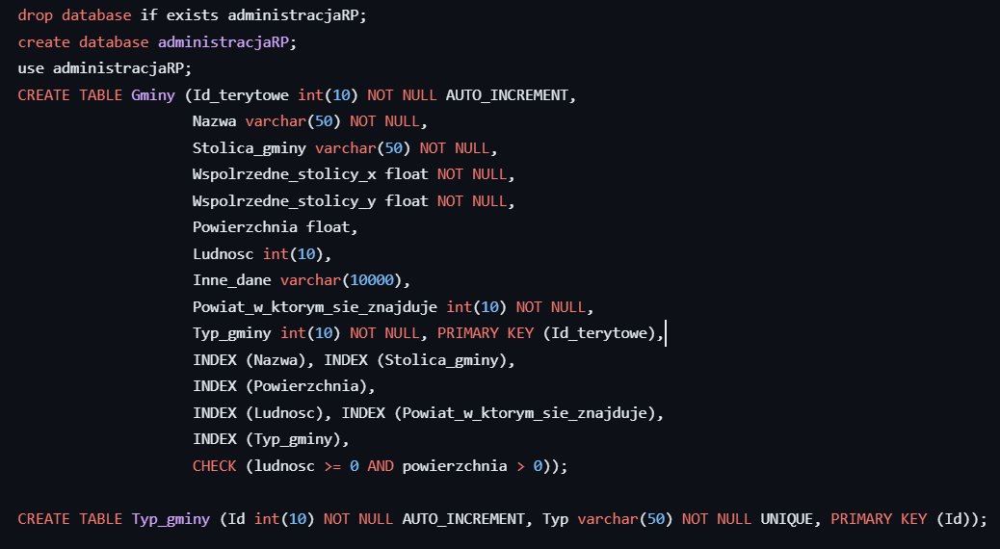 drop database if exists administracjaRP;
create database administracjaRP;
use administracjaRP;
CREATE TABLE Gminy (Id_terytowe int(10) NOT NULL AUTO_INCREMENT,
Nazwa varchar(50) NOT NULL,
Stolica_gminy varchar(50) NOT NULL,
Wspolrzedne_stolicy_x float NOT NULL,
Wspolrzedne_stolicy_y float NOT NULL,
Powierzchnia float,
Ludnosc int(10),
Inne_dane varchar(10000),
Powiat_w_ktorym_sie_znajduje int(10) NOT NULL,
Typ_gminy int(10) NOT NULL, PRIMARY KEY (Id_terytowe),
INDEX (Nazwa), INDEX (Stolica_gminy),
INDEX (Powierzchnia),
INDEX (Ludnosc), INDEX (Powiat_w_ktorym_sie_znajduje),
INDEX (Typ_gminy),
CHECK (ludnosc >= 0 AND powierzchnia > 0));
CREATE TABLE Typ_gminy (Id int(10) NOT NULL AUTO_INCREMENT, Typ varchar(50) NOT NULL UNIQUE, PRIMARY KEY (Id));